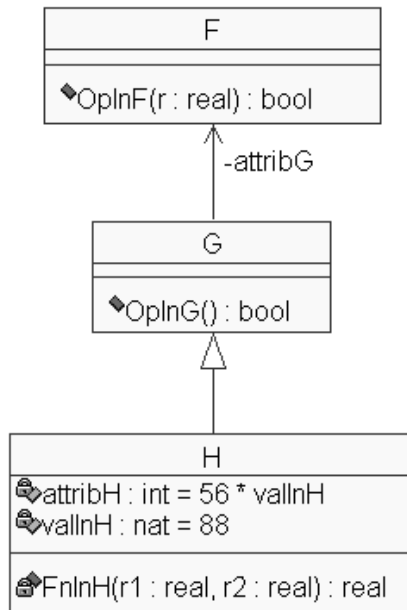 F
OpInF(r : real) : bool
-attribG
G
OpInG() : bool
H
attribH : int = 56 * valInH
valInH : nat = 88
FnInH(r1 : real, r2 : real) : real